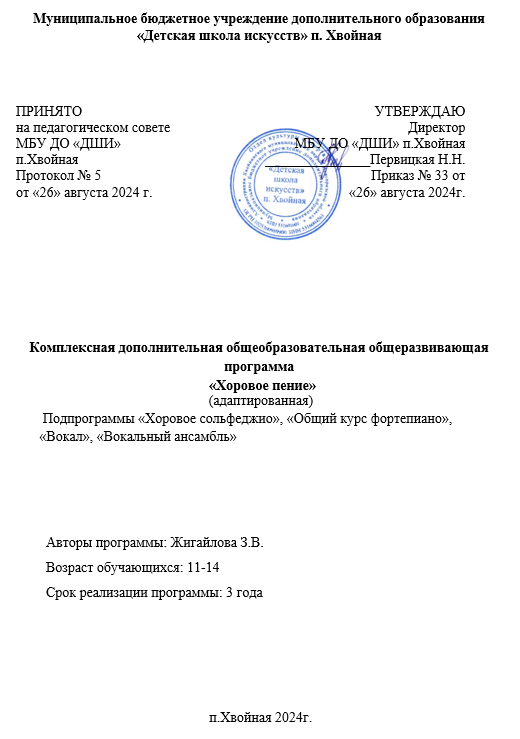 Муниципальное бюджетное учреждение дополнительного образования
«Детская школа искусств» п. Хвойная
ПРИНЯТО
на педагогическом совете
МБУ ДО «ДШИ»
п.Хвойная
Протокол № 5
от «26» августа 2024 г.
УТВЕРЖДАЮ
Директор
МБУ ДО «ДШИ» п.Хвойная
_______________Первицкая Н.Н.
Приказ № 33 от
«26» августа 2024г.
«Детская
школа
искусств»
п. Хвойная
Комплексная дополнительная общеобразовательная общеразвивающая
программа
«Хоровое пение»
(адаптированная)
Подпрограммы «Хоровое сольфеджио», «Общий курс фортепиано»,
«Вокал», «Вокальный ансамбль»
Авторы программы: Жигайлова З.В.
Возраст обучающихся: 11-14
Срок реализации программы: 3 года
п.Хвойная 2024г.